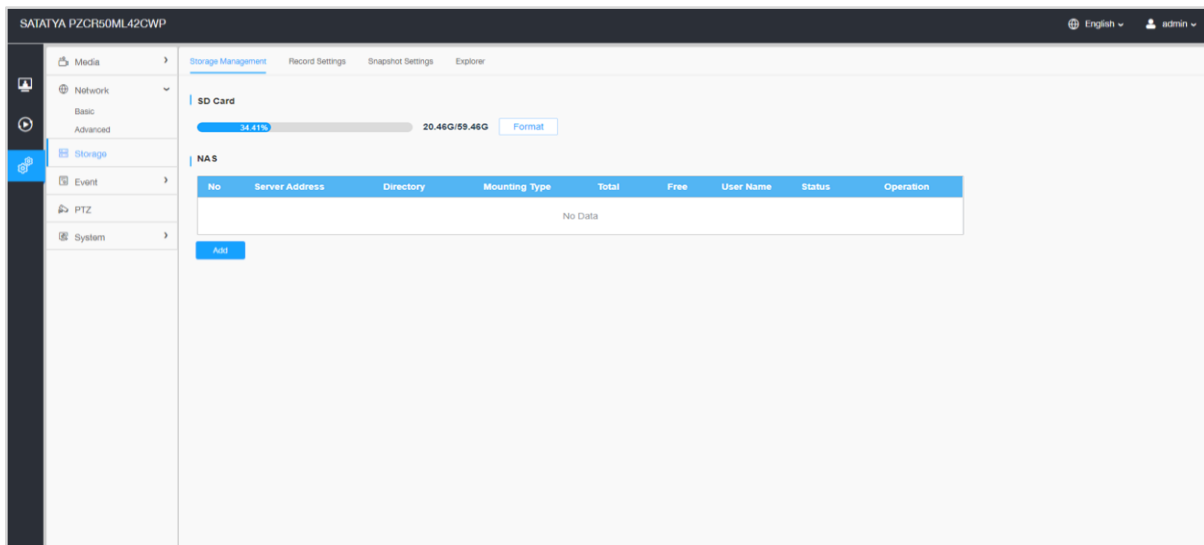 SATATYA PZCR50ML42CWP
English
admin
Media
Network
Basic
Advanced
Storage
Event
PTZ
System
Storage Management Record Settings Snapshot Settings Explorer
SD Card
34.41% 20.46G/59.46G Format
NAS
No Server Address Directory Mounting Type Total Free User Name Status Operation
No Data
Add